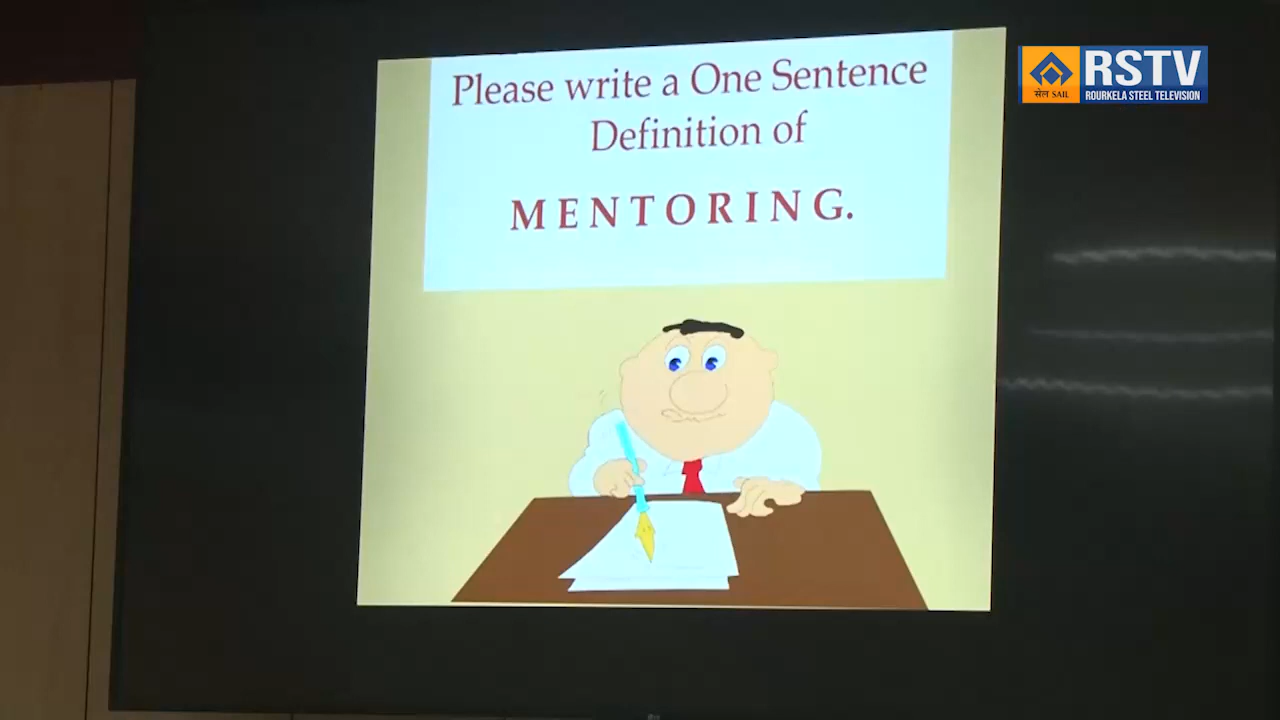 Please write a One Sentence
Definition of
MENTORING.
सेल SAIL
RSTV
ROURKELA STEEL TELEVISION